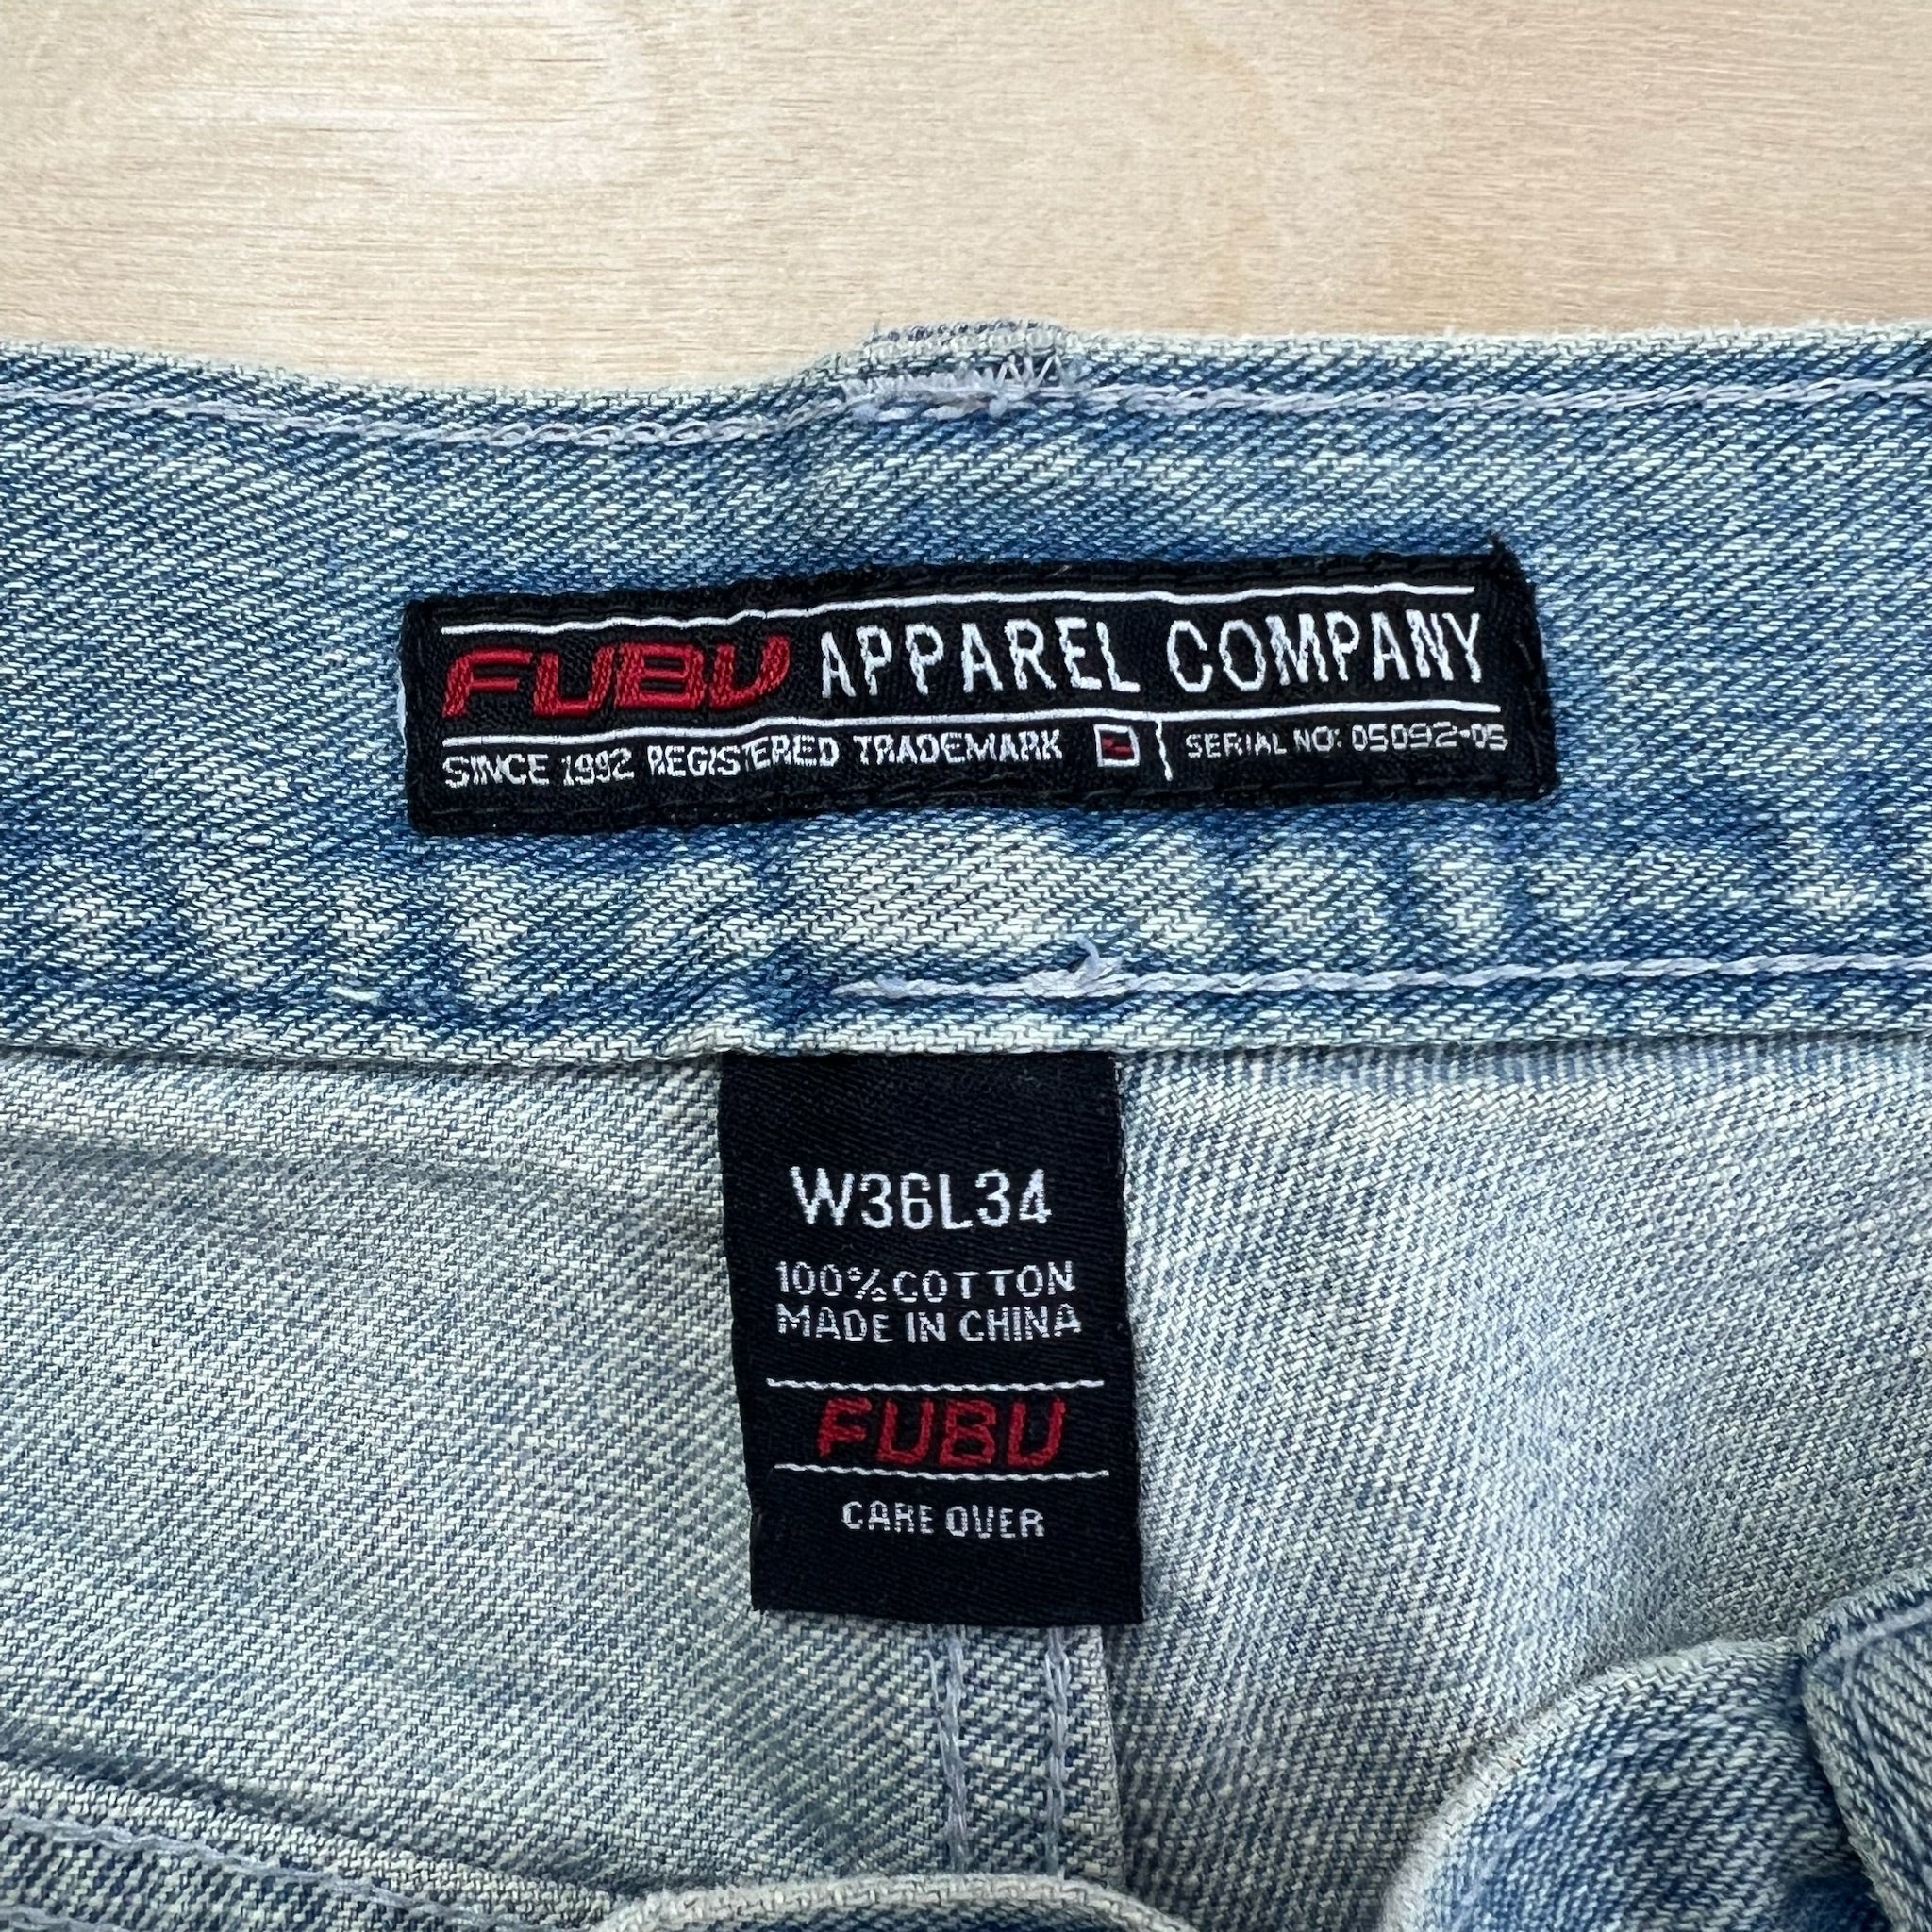 FUBU APPAREL COMPANY
SINCE 1992 REGISTERED TRADEMARK SERIAL NO: 05092-05
W36L34
100% COTTON
MADE IN CHINA
FUBU
CARE OVER